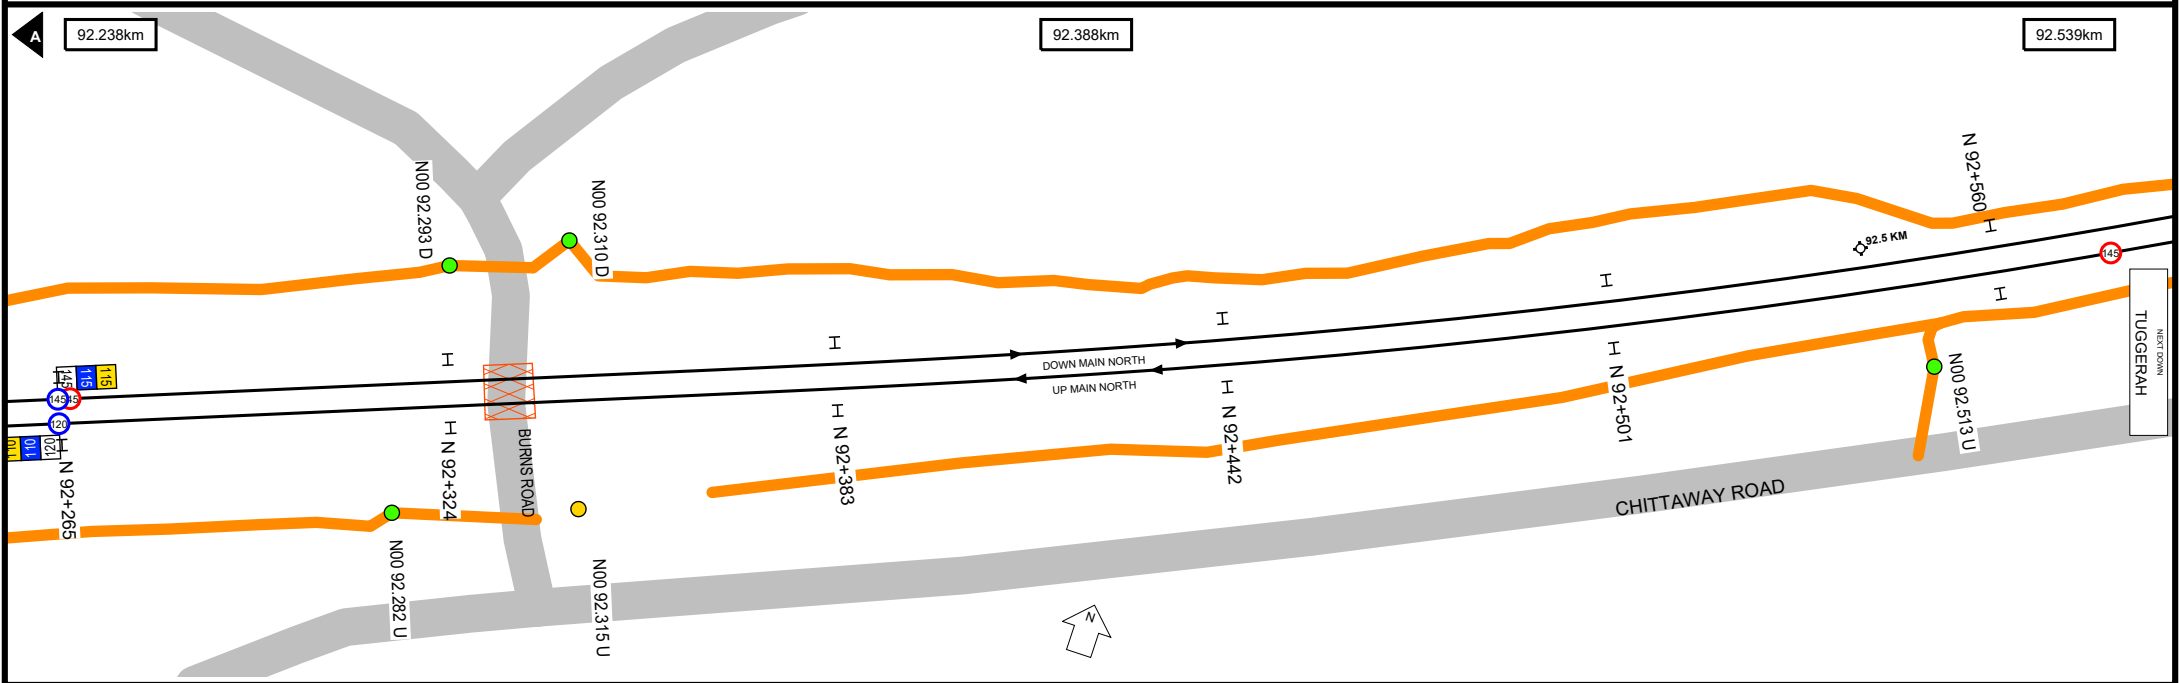 A
92.238km
92.388km
92.539km
N00 92.293 D
N00 92.310 D
N 92+560
92.5 KM
145
145
115
115
145
120
110
120
DOWN MAIN NORTH
UP MAIN NORTH
BURNS ROAD
H N 92+265
H N 92+324
H N 92+383
H N 92+442
H N 92+501
H
H
H
H
H
H
H
N00 92.282 U
N00 92.315 U
N00 92.513 U
CHITTAWAY ROAD
NEXT DOWN
TUGGERAH
N